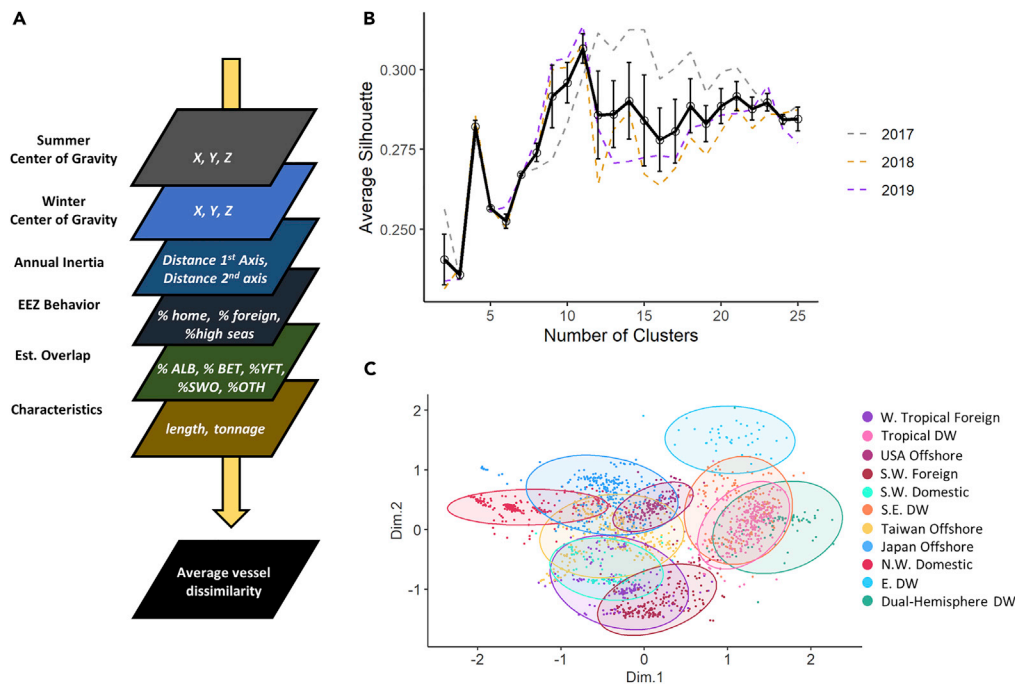 A
Summer
Center of Gravity
X, Y, Z
Winter
Center of Gravity
X, Y, Z
Annual Inertia
Distance 1st Axis,
Distance 2nd axis
EEZ Behavior
% home, % foreign,
%high seas
Est. Overlap
% ALB, % BET, %YFT,
%SWO, %OTH
Characteristics
length, tonnage
Average vessel
dissimilarity
B
Average Silhouette
0.300
0.275
0.250
5
10
15
20
25
Number of Clusters
2017
2018
2019
C
Dim.2
2
1
0
-1
-2
-1
0
1
2
Dim.1
W. Tropical Foreign
Tropical DW
USA Offshore
S.W. Foreign
S.W. Domestic
S.E. DW
Taiwan Offshore
Japan Offshore
N.W. Domestic
E. DW
Dual-Hemisphere DW